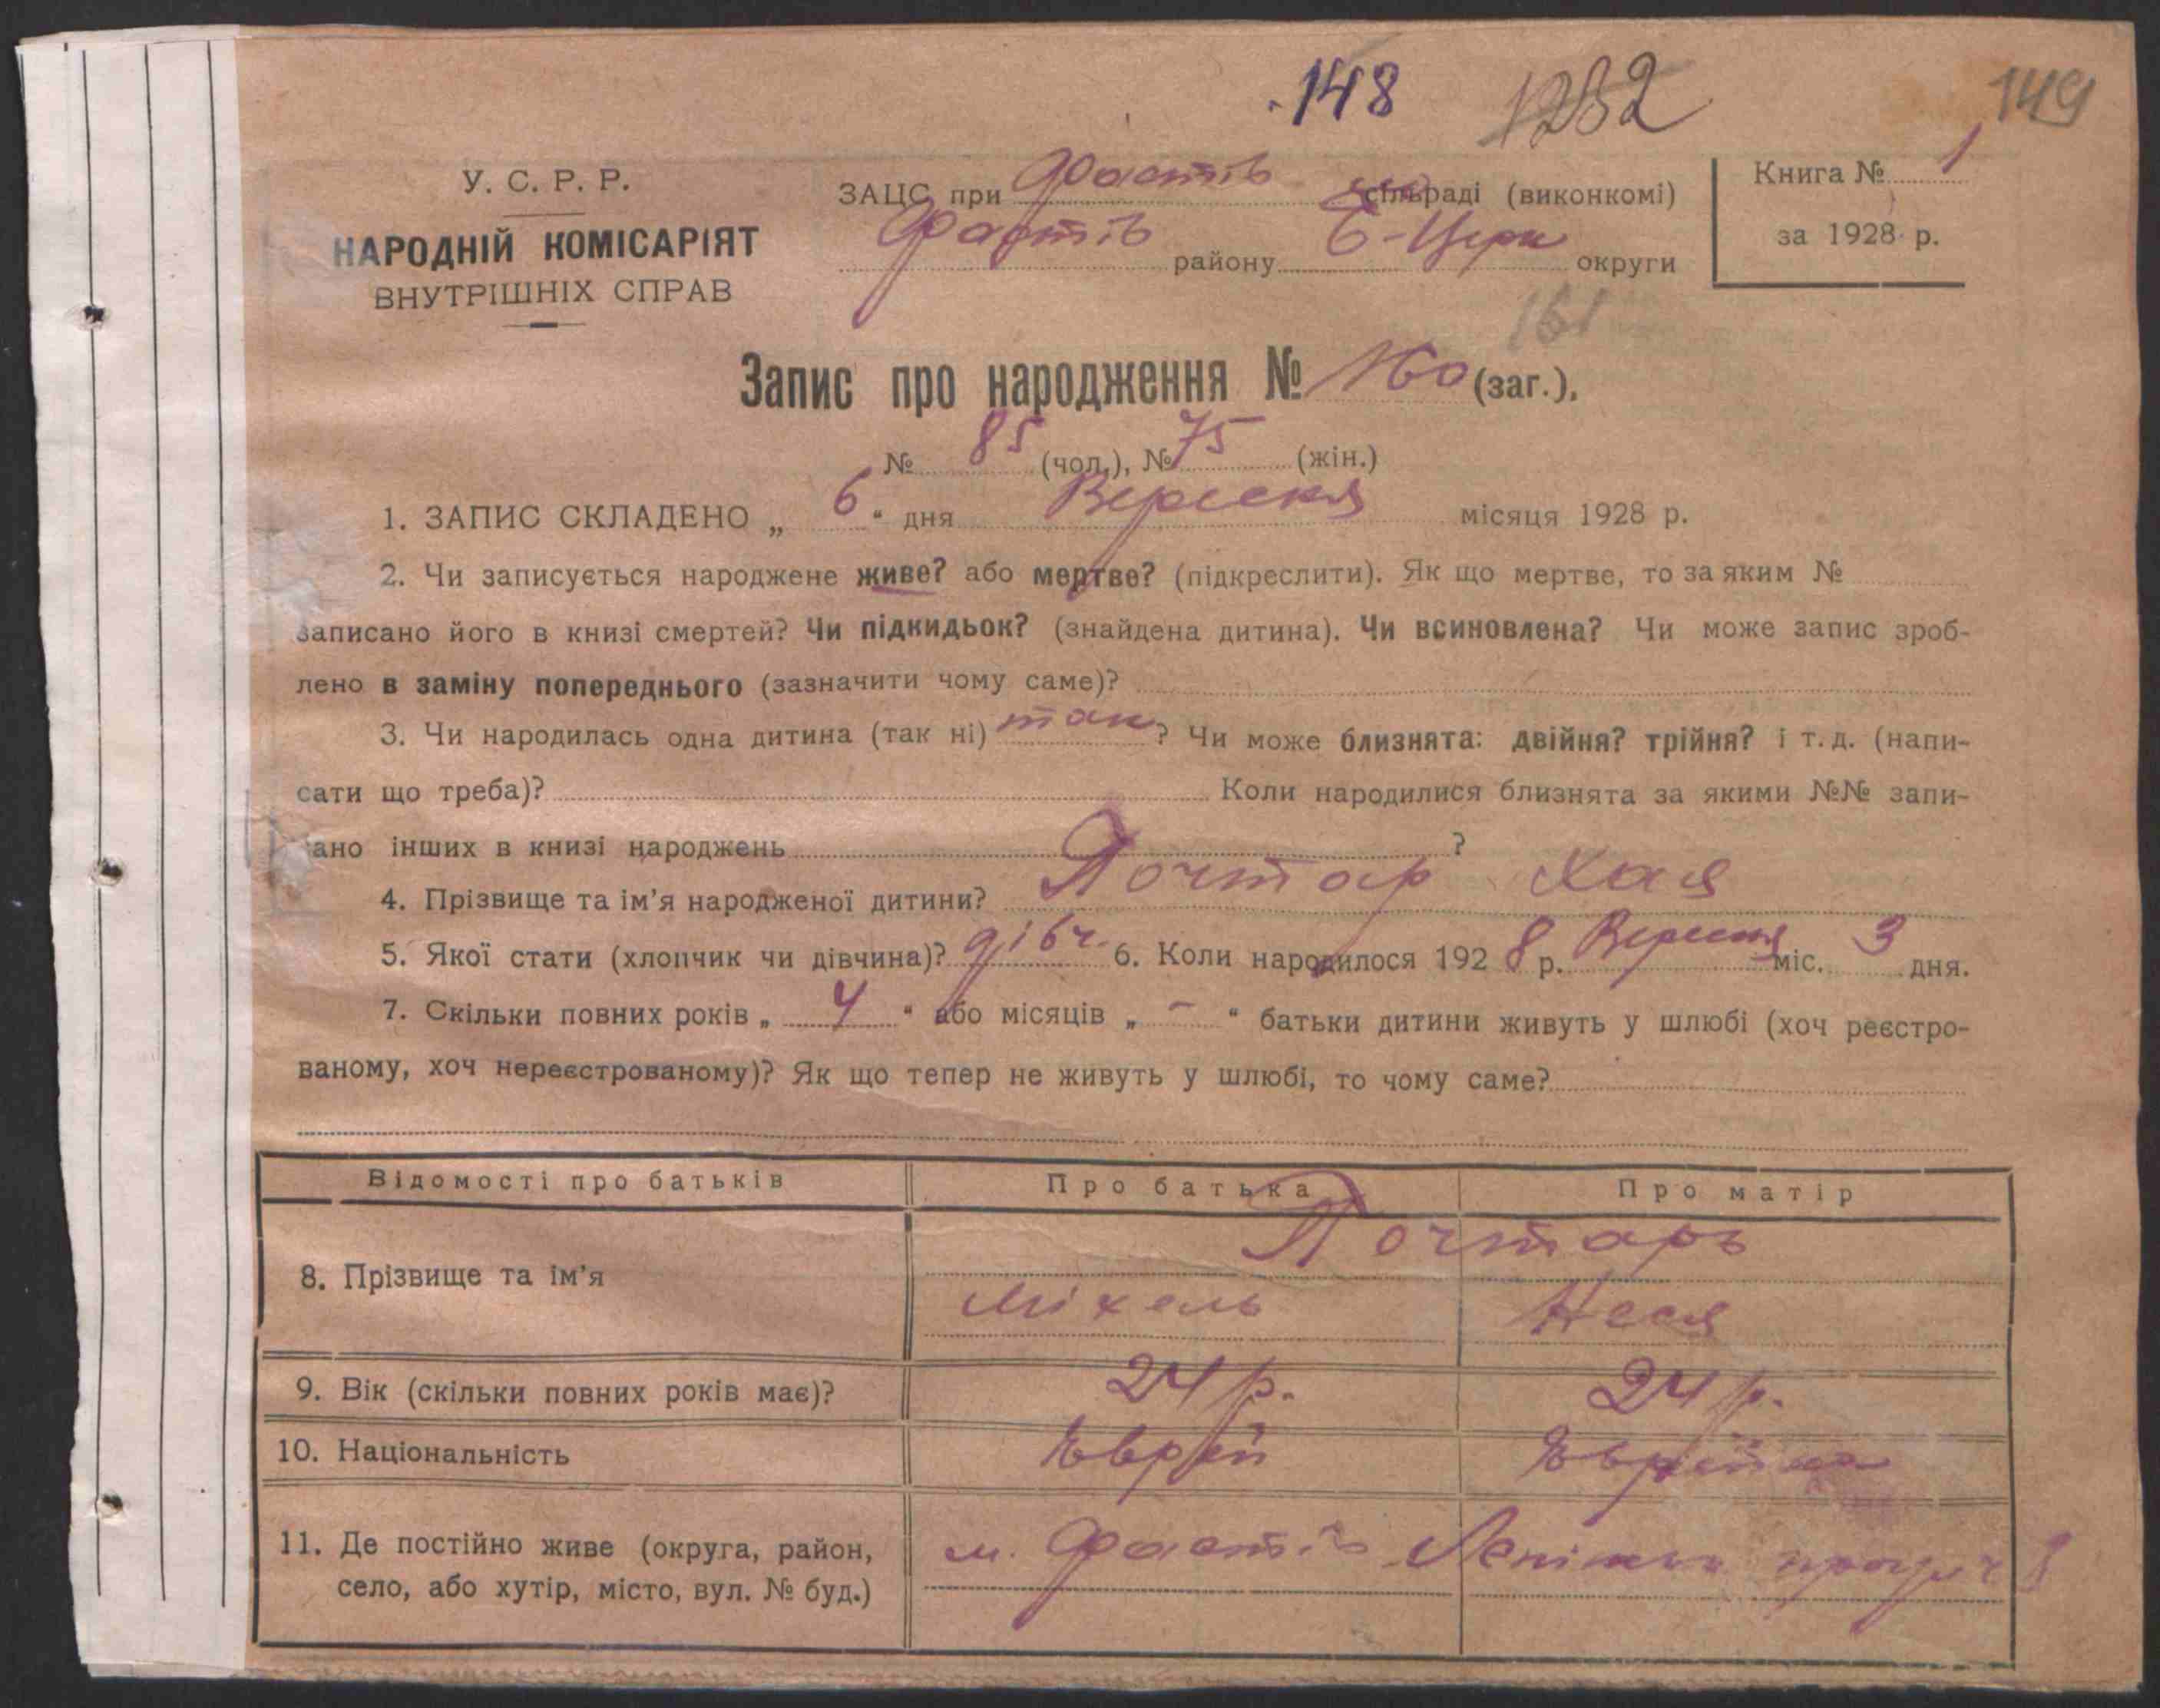 148 1282 149
У. С. Р. Р.
НАРОДНІЙ КОМІСАРІЯТ
ВНУТРІШНІХ СПРАВ
ЗАЦС при Фастів сільраді (виконкомі)
Фастів району Б-Церк округи
Книга № 1
за 1928 р.
161
Запис про народження № 160 (заг.),
№ 85 (чол.), № 75 (жін.)
1. ЗАПИС СКЛАДЕНО „ 6 “ дня Вересня місяця 1928 р.
2. Чи записується народжене живе? або мертве? (підкреслити). Як що мертве, то за яким №
записано його в книзі смертей? Чи підкидьок? (знайдена дитина). Чи всиновлена? Чи може запис зроб-
лено в заміну попереднього (зазначити чому саме)?
3. Чи народилась одна дитина (так ні) так ? Чи може близнята: двійня? трійня? і т. д. (напи-
сати що треба)? Коли народилися близнята за якими №№ запи-
сано інших в книзі народжень ?
4. Прізвище та ім’я народженої дитини? Почтар Хая
5. Якої стати (хлопчик чи дівчина)? дівч. 6. Коли народилося 192 8 р. Вересня міс. 3 дня.
7. Скільки повних років „ 4 “ або місяців „ - “ батьки дитини живуть у шлюбі (хоч реєстро-
ваному, хоч нереєстрованому)? Як що тепер не живуть у шлюбі, то чому саме?
Відомості про батьків Про батька Про матір
8. Прізвище та ім’я Почтарь
Міхель Неся
9. Вік (скільки повних років має)? 24 р. 24 р.
10. Національність Єврей Єврейка
11. Де постійно живе (округа, район,
село, або хутір, місто, вул. № буд.)
м. Фастів